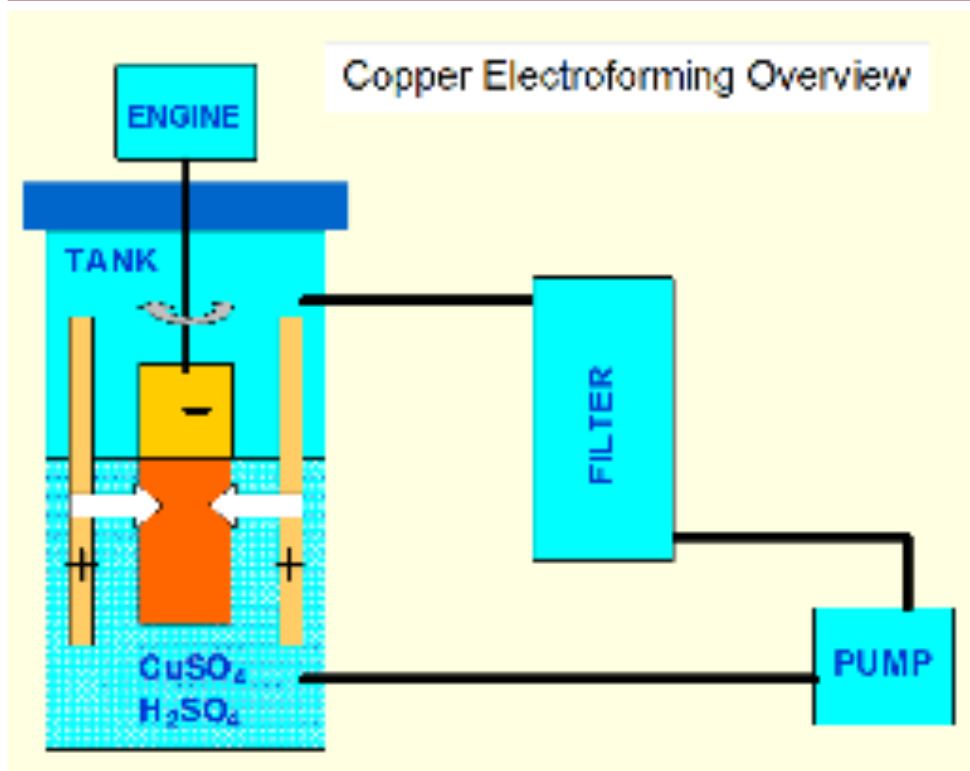 Copper Electroforming Overview
ENGINE
TANK
FILTER
−
+ +
CuSO₄
H₂SO₄
PUMP